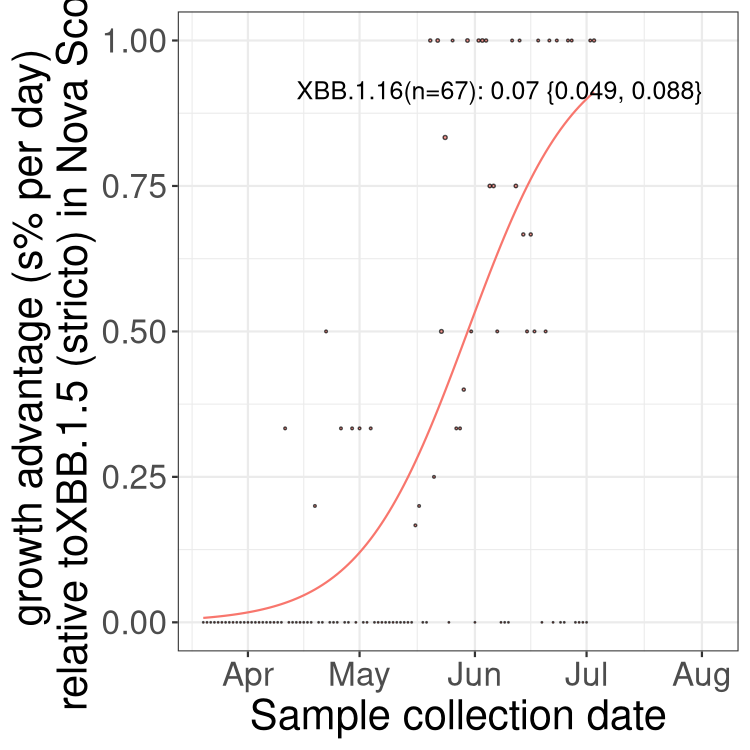 growth advantage (s% per day)
relative toXBB.1.5 (stricto) in Nova Sco
1.00
0.75
0.50
0.25
0.00
XBB.1.16(n=67): 0.07 {0.049, 0.088}
Apr May Jun Jul Aug
Sample collection date